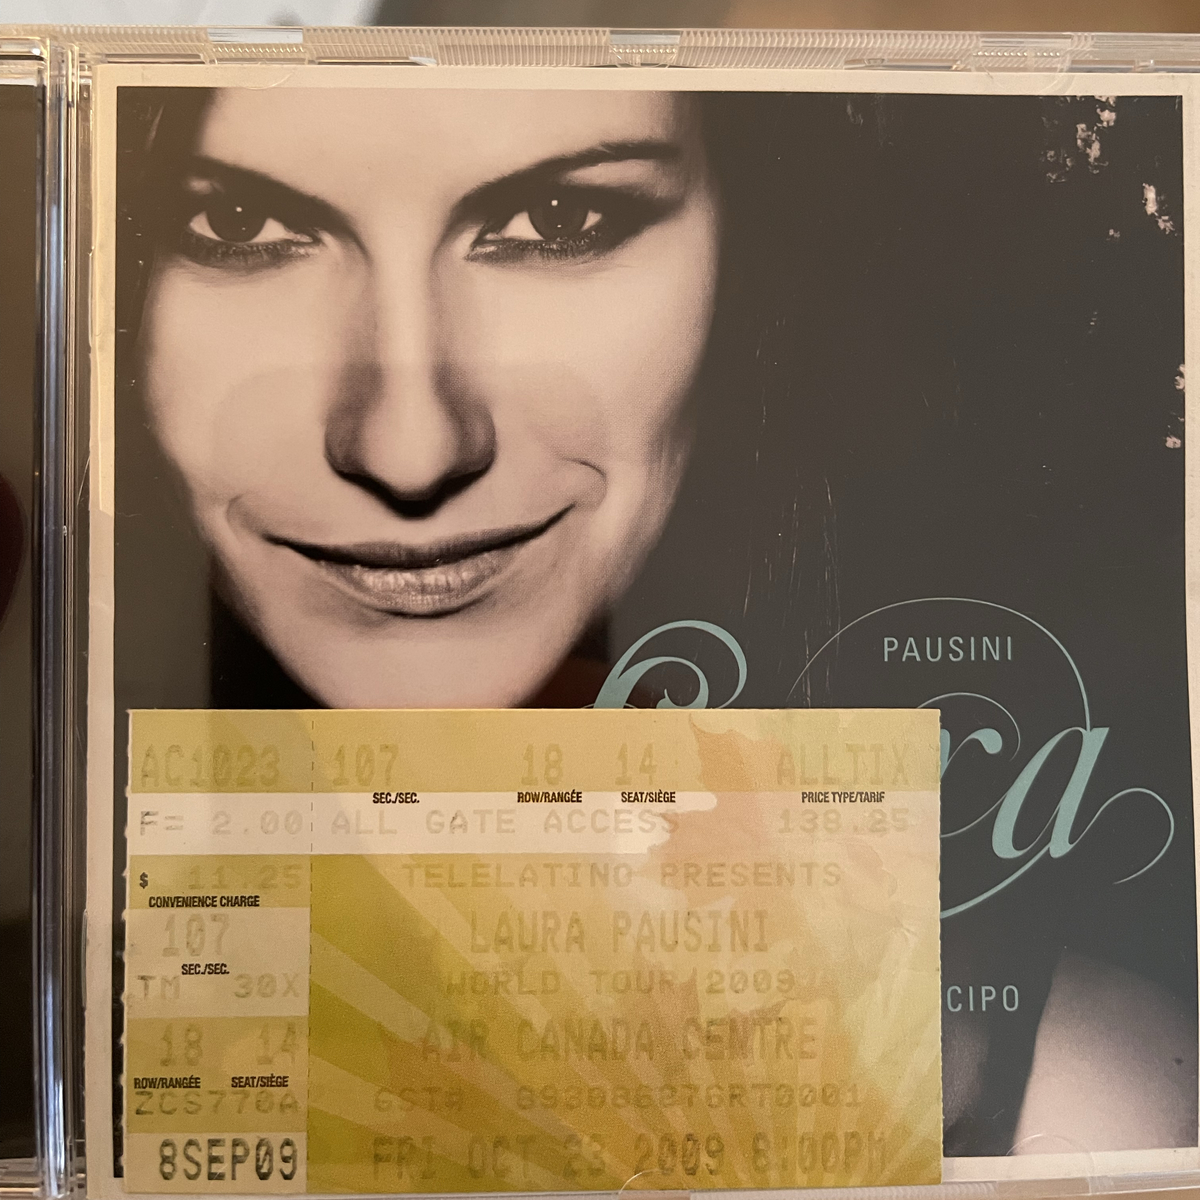 PAUSINI
ra
CIPO
AC1023 107 18 14 ALLTIX
SEC./SEC. ROW/RANGÉE SEAT/SIÈGE PRICE TYPE/TARIF
F= 2.00 ALL GATE ACCESS 138.25
$ 11.25 TELELATINO PRESENTS
CONVENIENCE CHARGE
107 LAURA PAUSINI
SEC./SEC.
TM 30X WORLD TOUR 2009
18 14 AIR CANADA CENTRE
ROW/RANGÉE SEAT/SIÈGE
ZCS770A
8SEP09 FRI OCT 23 2009 8:00PM